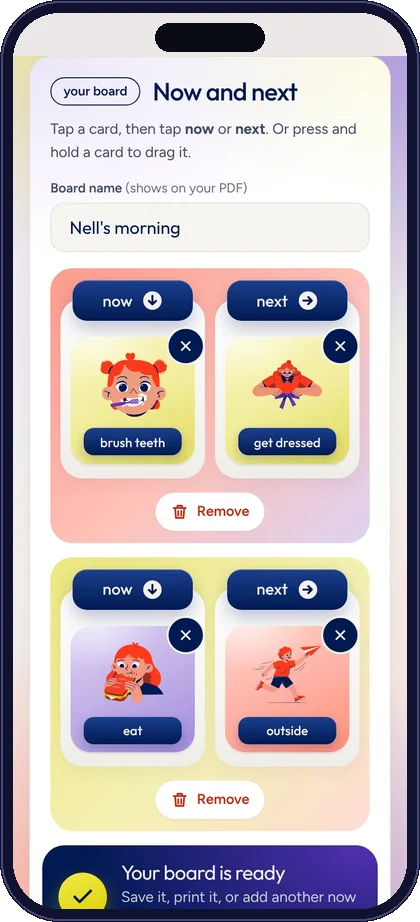 your board
Now and next
Tap a card, then tap now or next. Or press and
hold a card to drag it.
Board name (shows on your PDF)
Nell's morning
now
next
brush teeth
get dressed
Remove
now
next
eat
outside
Remove
Your board is ready
Save it, print it, or add another now